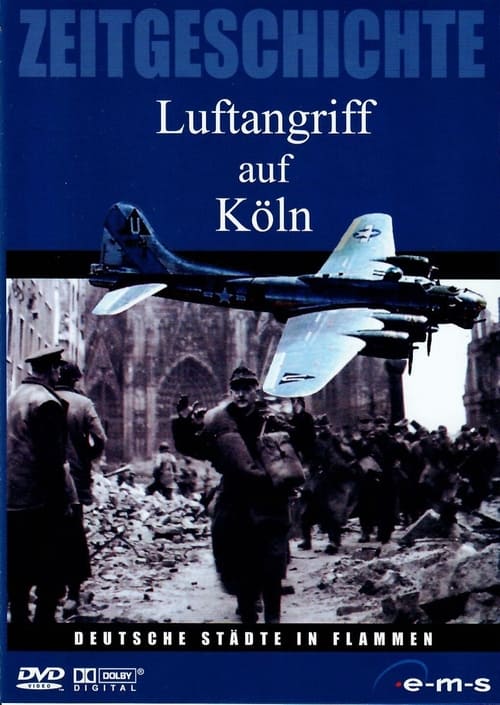 ZEITGESCHICHTE
Luftangriff
auf
Köln
U
DEUTSCHE STÄDTE IN FLAMMEN
DVD
VIDEO
DOLBY®
DIGITAL
e-m-s